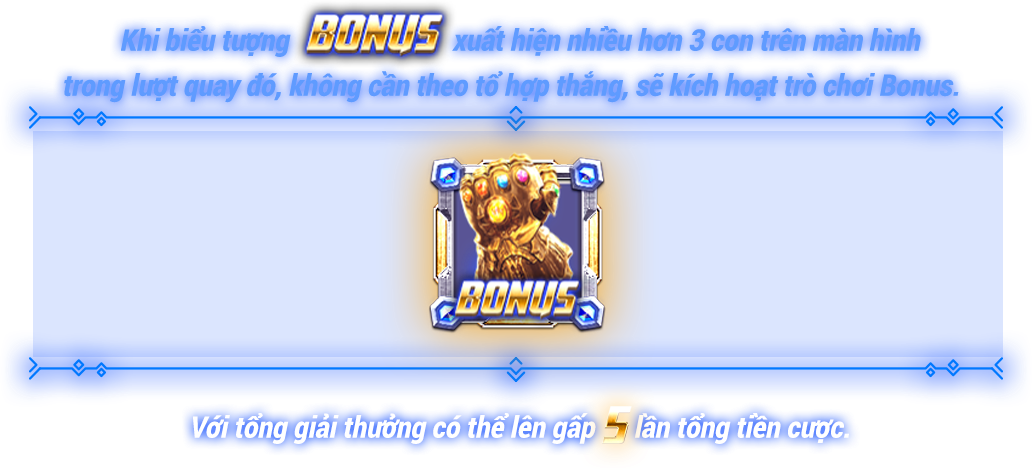 Khi biểu tượng BONUS xuất hiện nhiều hơn 3 con trên màn hình
trong lượt quay đó, không cần theo tổ hợp thắng, sẽ kích hoạt trò chơi Bonus.
BONUS
Với tổng giải thưởng có thể lên gấp 5 lần tổng tiền cược.